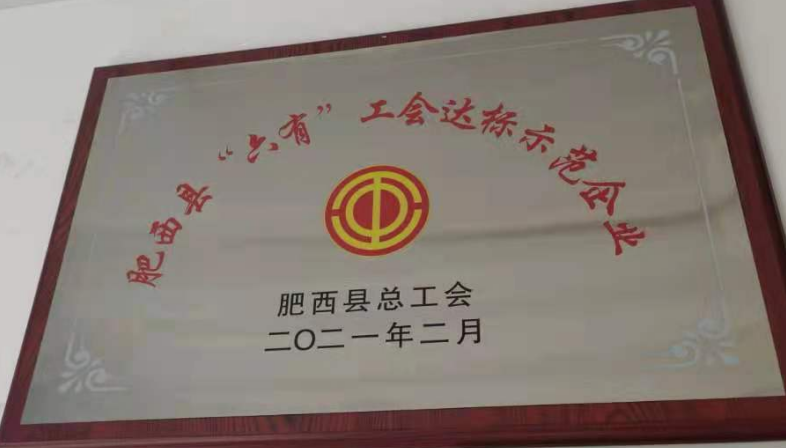 肥西县“六有”工会达标示范企业
肥西县总工会
二〇二一年二月